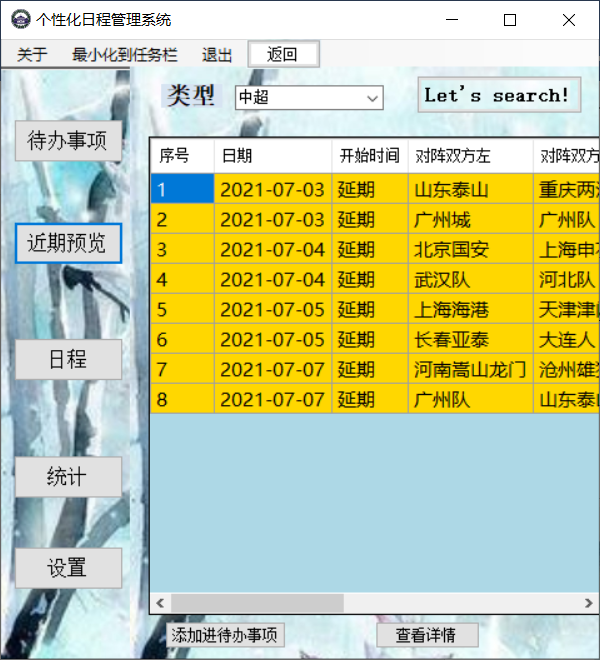 个性化日程管理系统
关于 最小化到任务栏 退出 返回
类型 中超 Let's search!
待办事项
近期预览
日程
统计
设置
序号 日期 开始时间 对阵双方左 对阵双方
1 2021-07-03 延期 山东泰山 重庆两
2 2021-07-03 延期 广州城 广州队
3 2021-07-04 延期 北京国安 上海申
4 2021-07-04 延期 武汉队 河北队
5 2021-07-05 延期 上海海港 天津津
6 2021-07-05 延期 长春亚泰 大连人
7 2021-07-07 延期 河南嵩山龙门 沧州雄
8 2021-07-07 延期 广州队 山东泰
添加进待办事项 查看详情